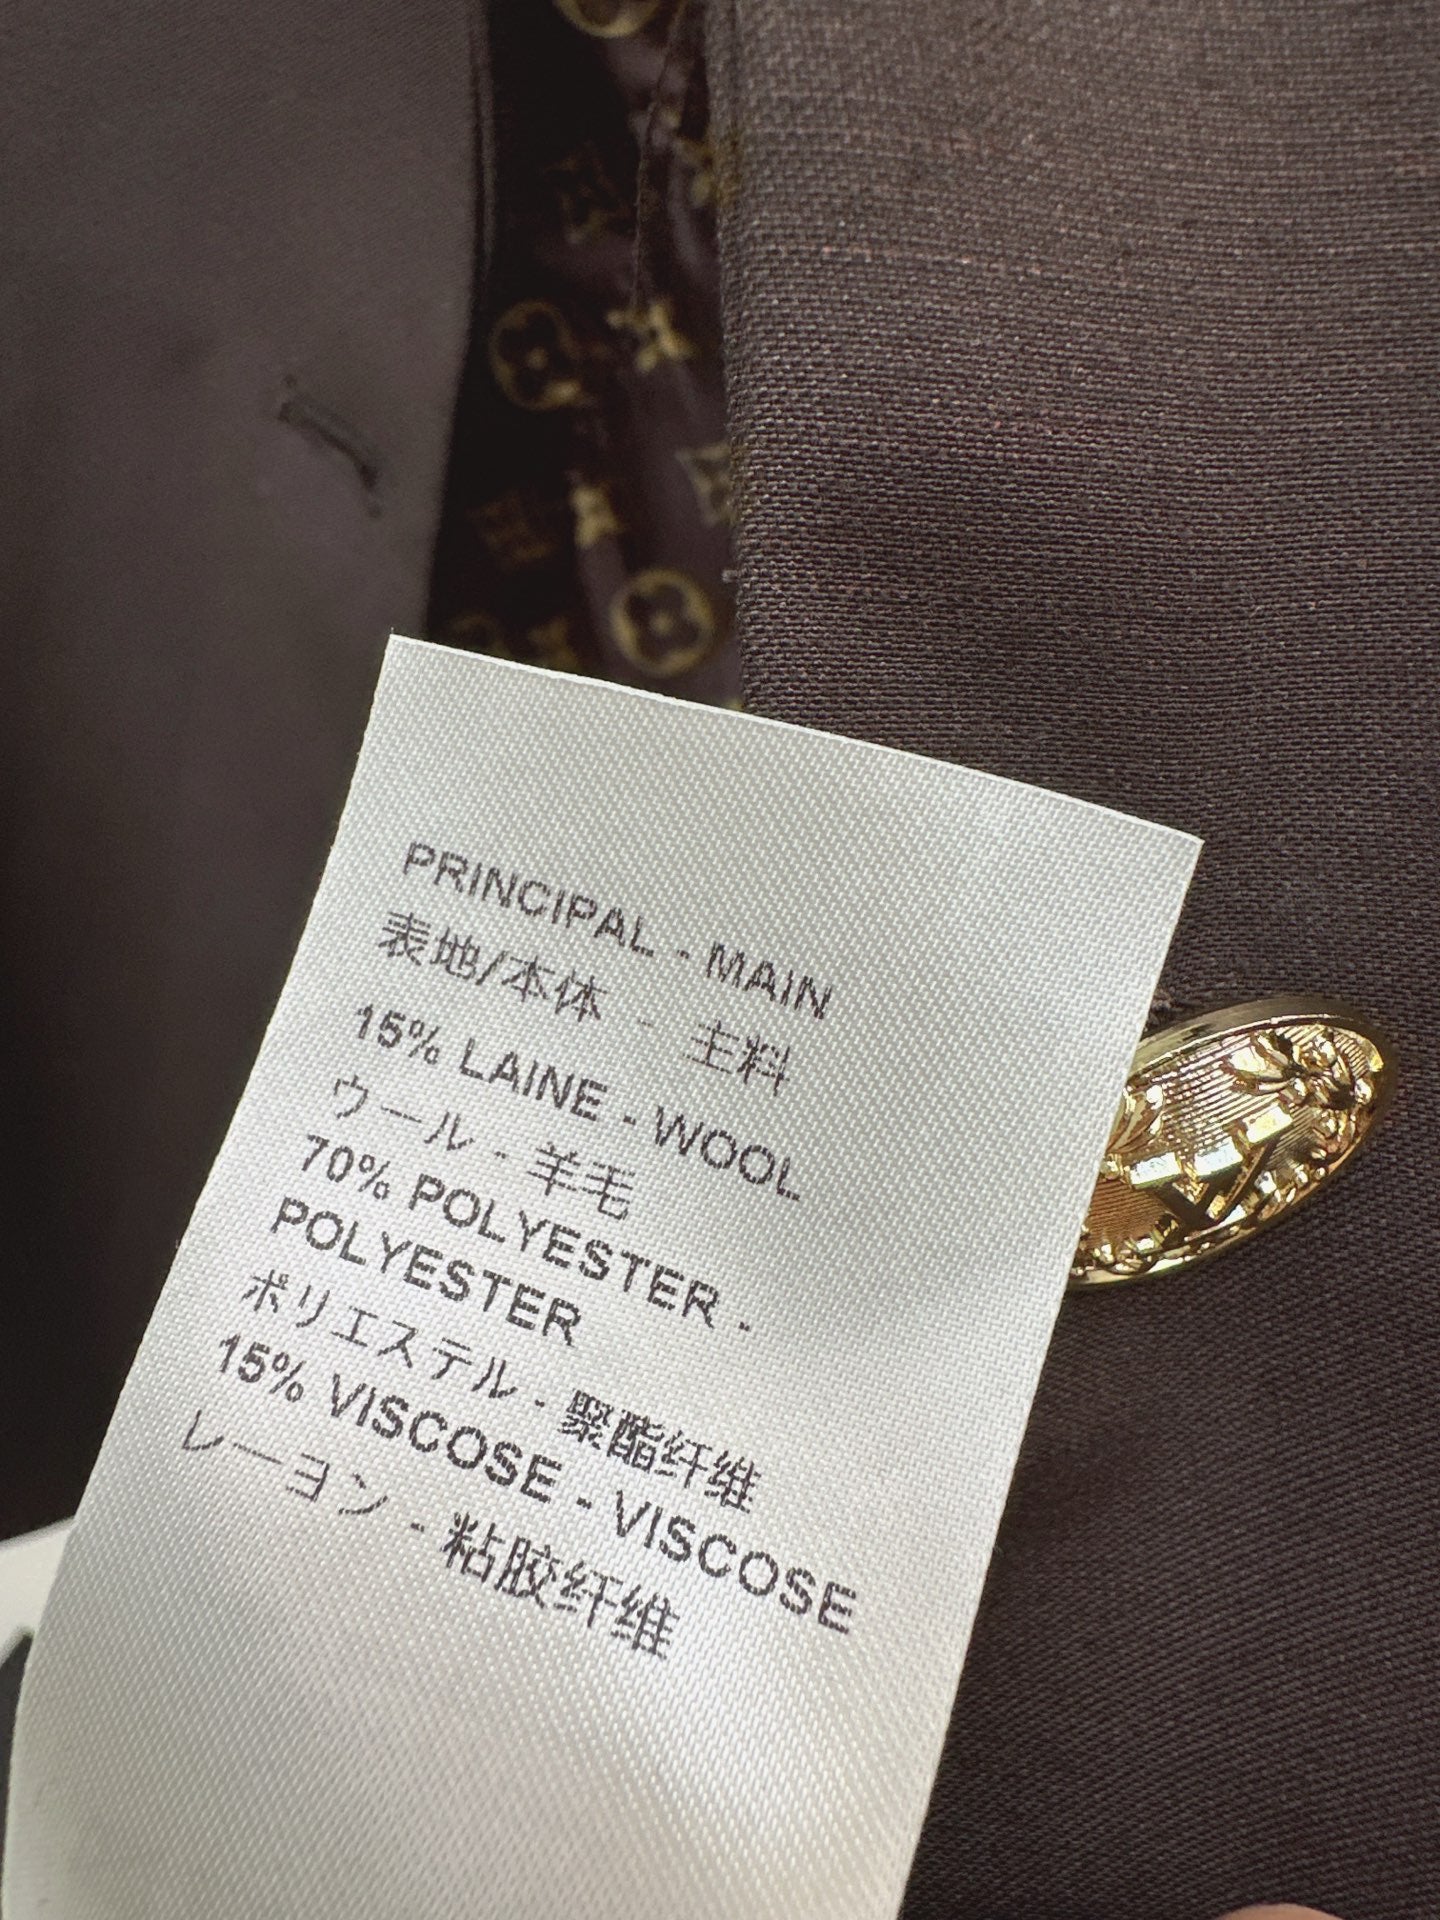 PRINCIPAL - MAIN
表地/本体 - 主料
15% LAINE - WOOL
ウール - 羊毛
70% POLYESTER -
POLYESTER
ポリエステル - 聚酯纤维
15% VISCOSE - VISCOSE
レーヨン - 粘胶纤维